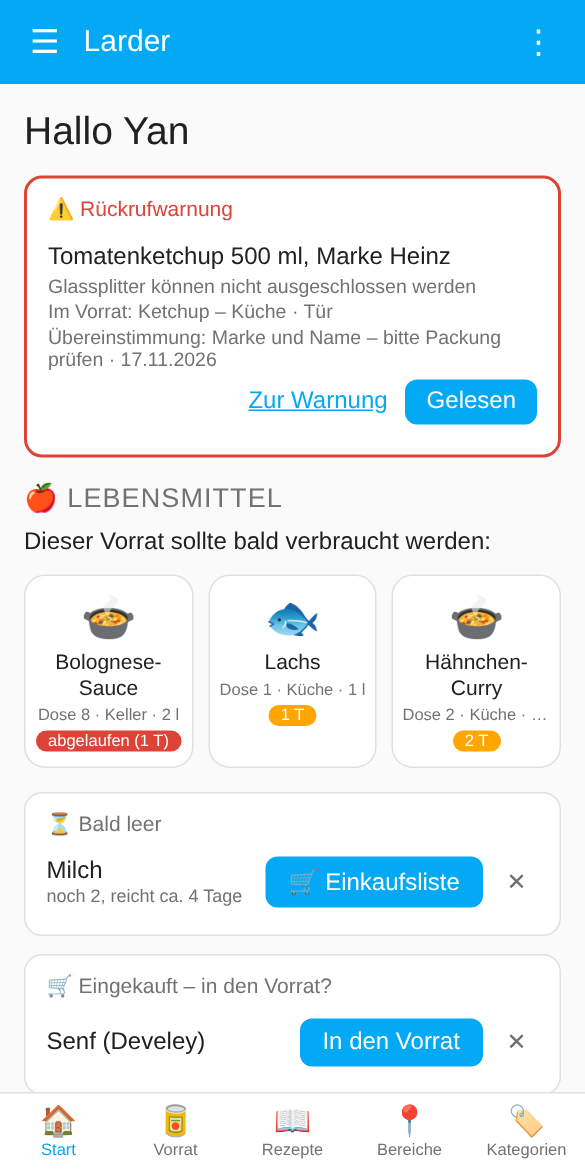 Larder
Hallo Yan
Rückrufwarnung
Tomatenketchup 500 ml, Marke Heinz
Glassplitter können nicht ausgeschlossen werden
Im Vorrat: Ketchup – Küche · Tür
Übereinstimmung: Marke und Name – bitte Packung
prüfen · 17.11.2026
Zur Warnung
Gelesen
LEBENSMITTEL
Dieser Vorrat sollte bald verbraucht werden:
Bolognese-
Sauce
Dose 8 · Keller · 2 l
abgelaufen (1 T)
Lachs
Dose 1 · Küche · 1 l
1 T
Hähnchen-
Curry
Dose 2 · Küche · …
2 T
Bald leer
Milch
noch 2, reicht ca. 4 Tage
Einkaufsliste
Eingekauft – in den Vorrat?
Senf (Develey)
In den Vorrat
Start
Vorrat
Rezepte
Bereiche
Kategorien